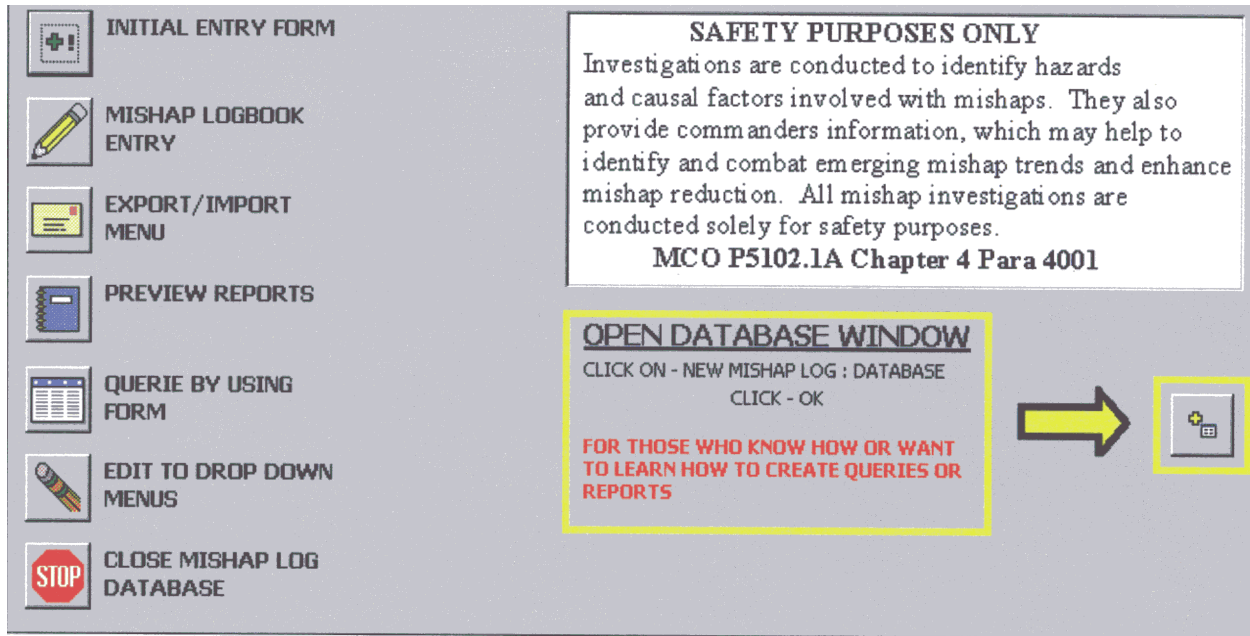 INITIAL ENTRY FORM
MISHAP LOGBOOK
ENTRY
EXPORT/IMPORT
MENU
PREVIEW REPORTS
QUERIE BY USING
FORM
EDIT TO DROP DOWN
MENUS
STOP
CLOSE MISHAP LOG
DATABASE
SAFETY PURPOSES ONLY
Investigations are conducted to identify hazards
and causal factors involved with mishaps. They also
provide commanders information, which may help to
identify and combat emerging mishap trends and enhance
mishap reduction. All mishap investigations are
conducted solely for safety purposes.
MCO P5102.1A Chapter 4 Para 4001
OPEN DATABASE WINDOW
CLICK ON - NEW MISHAP LOG : DATABASE
CLICK - OK
FOR THOSE WHO KNOW HOW OR WANT
TO LEARN HOW TO CREATE QUERIES OR
REPORTS